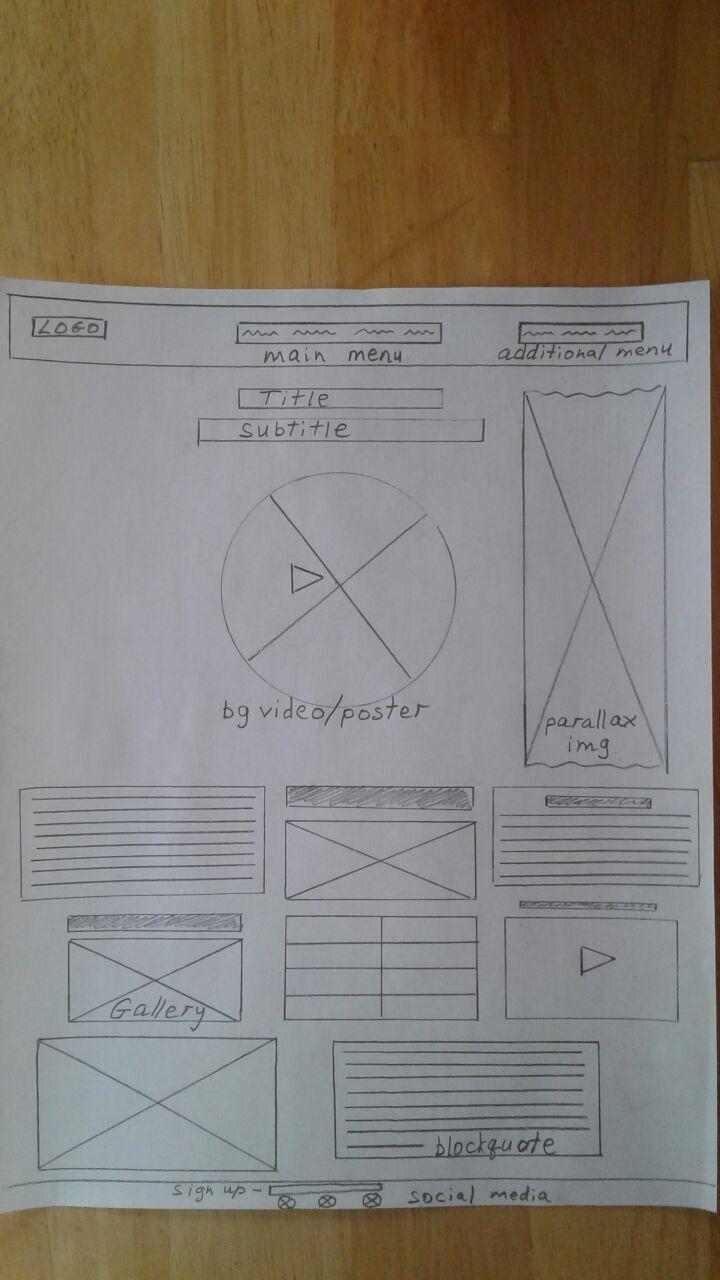 LOGO
main menu
additional menu
Title
subtitle
bg video/poster
parallax
img
Gallery
blockquote
sign up -
social media